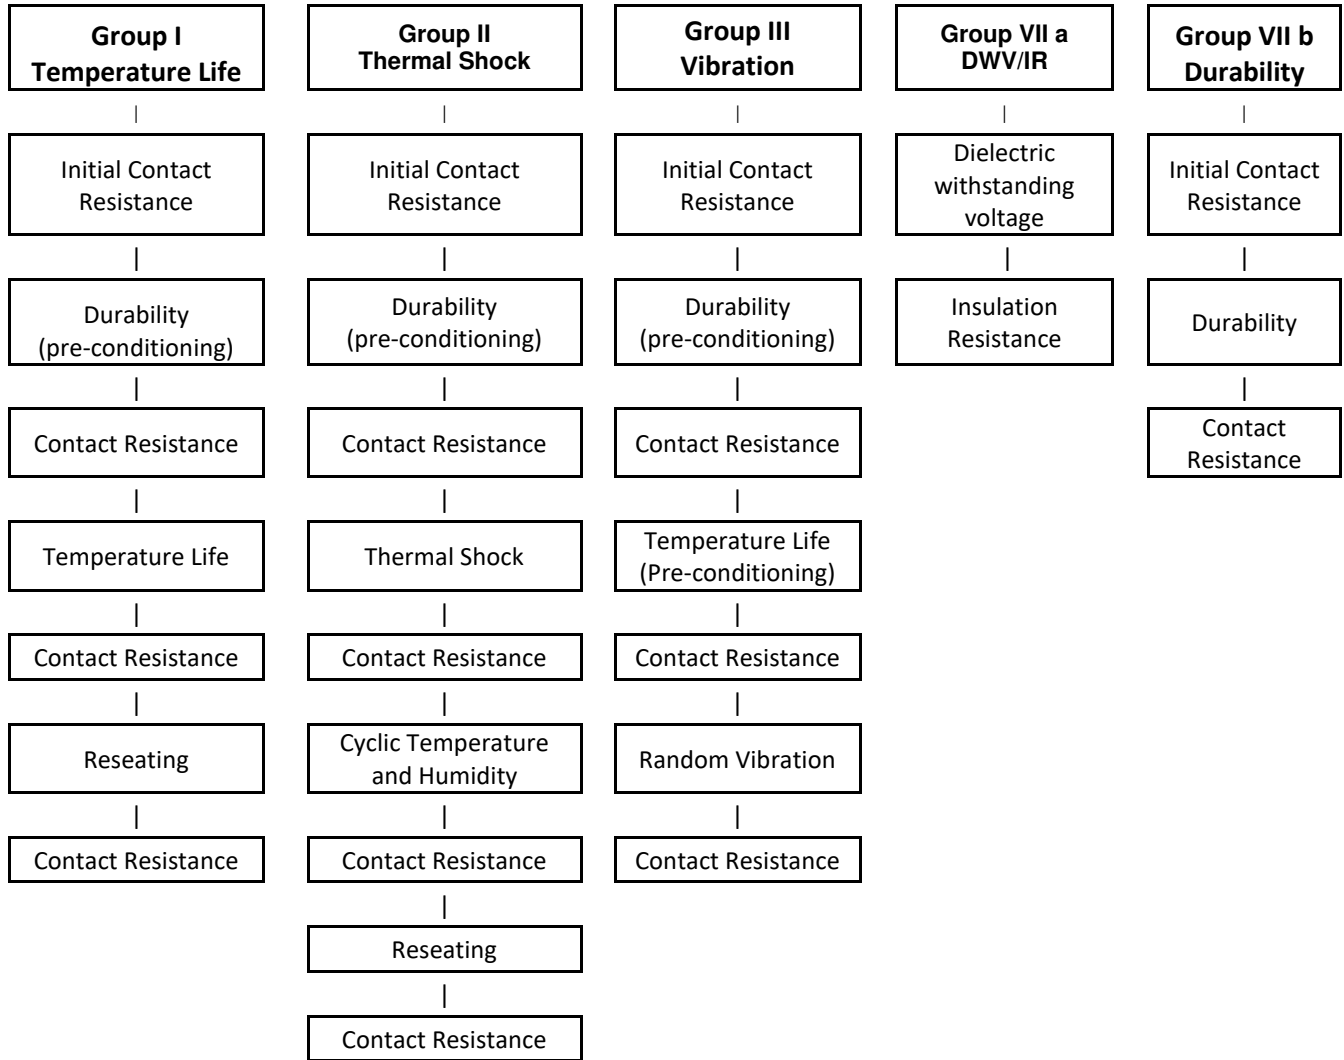 Group I
Temperature Life
Initial Contact
Resistance
Durability
(pre-conditioning)
Contact Resistance
Temperature Life
Contact Resistance
Reseating
Contact Resistance
Group II
Thermal Shock
Initial Contact
Resistance
Durability
(pre-conditioning)
Contact Resistance
Thermal Shock
Contact Resistance
Cyclic Temperature
and Humidity
Contact Resistance
Reseating
Contact Resistance
Group III
Vibration
Initial Contact
Resistance
Durability
(pre-conditioning)
Contact Resistance
Temperature Life
(Pre-conditioning)
Contact Resistance
Random Vibration
Contact Resistance
Group VII a
DWV/IR
Dielectric
withstanding
voltage
Insulation
Resistance
Group VII b
Durability
Initial Contact
Resistance
Durability
Contact
Resistance